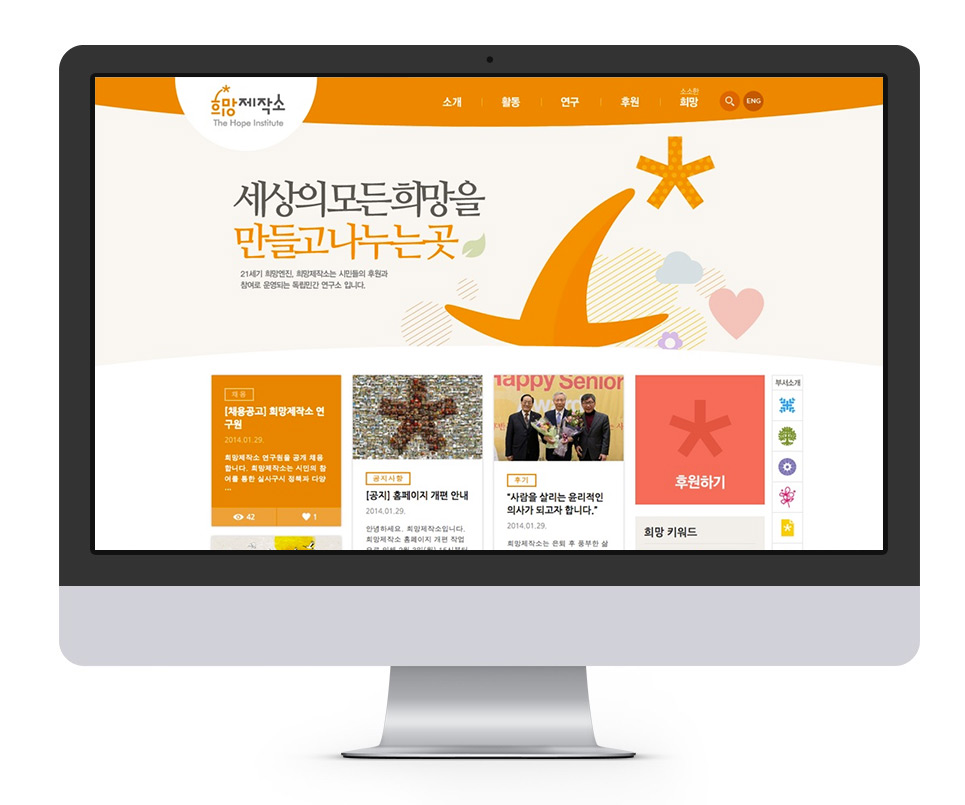 희망제작소
The Hope Institute
소개
활동
연구
후원
소소한
희망
ENG
세상의 모든 희망을
만들고 나누는 곳
21세기 희망엔진, 희망제작소는 시민들의 후원과
참여로 운영되는 독립민간 연구소 입니다.
채용
[채용공고] 희망제작소 연
구원
2014.01.29.
희망제작소 연구원을 공개 채용
합니다. 희망제작소는 시민의 참
여를 통한 실사구시 정책과 다양
...
42
1
공지사항
[공지] 홈페이지 개편 안내
2014.01.29.
안녕하세요. 희망제작소입니다.
희망제작소 홈페이지 개편 작업
Happy Senior
후기
“사람을 살리는 윤리적인
의사가 되고자 합니다.”
2014.01.29.
희망제작소는 은퇴 후 풍부한 삶
후원하기
희망 키워드
부서소개